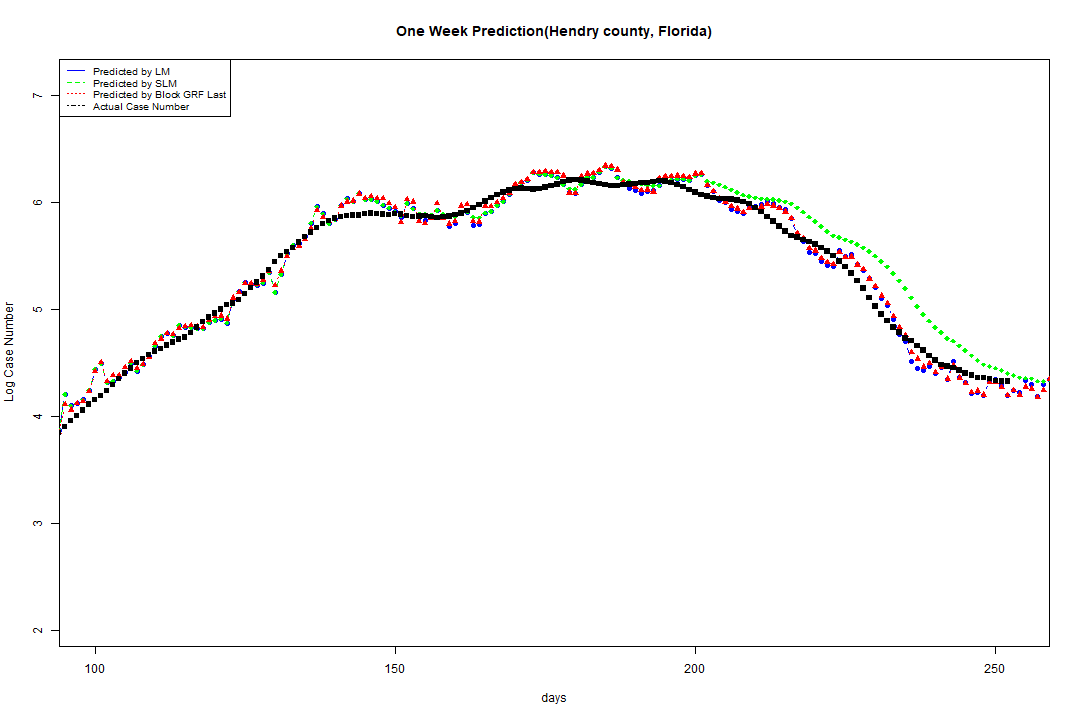 One Week Prediction(Hendry county, Florida)
Predicted by LM
Predicted by SLM
Predicted by Block GRF Last
Actual Case Number
7
6
5
4
3
2
Log Case Number
100 150 200 250
days